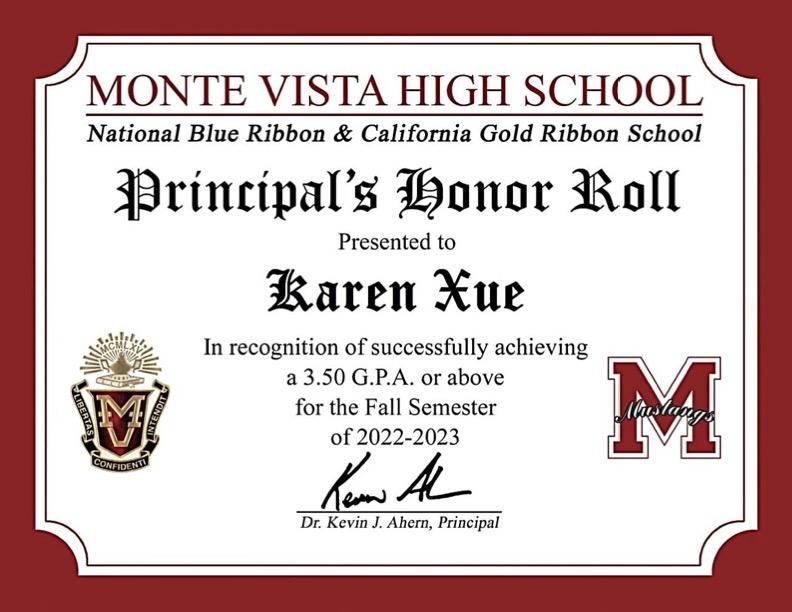 MONTE VISTA HIGH SCHOOL
National Blue Ribbon & California Gold Ribbon School
Principal's Honor Roll
Presented to
Karen Xue
In recognition of successfully achieving
a 3.50 G.P.A. or above
for the Fall Semester
of 2022-2023
Dr. Kevin J. Ahern, Principal
MCMLXV
LIBERTAS
MV
INTENDIT
CONFIDENTI
M
Mustangs